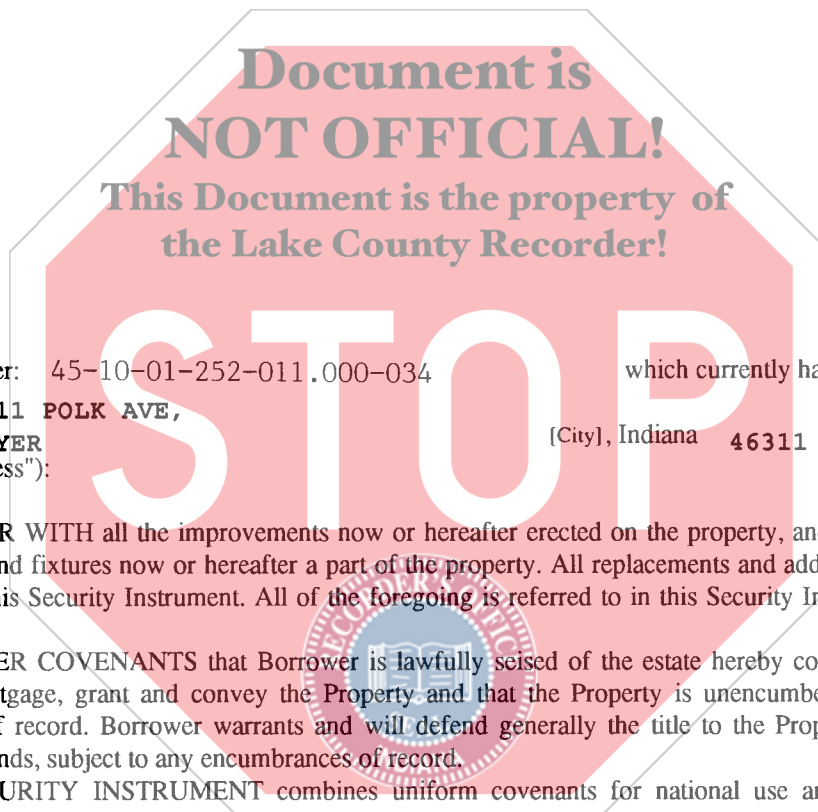 Document is
NOT OFFICIAL!
This Document is the property of
the Lake County Recorder!
STOP
er: 45-10-01-252-011.000-034 which currently ha
11 POLK AVE,
YER [City], Indiana 46311
ess"):
R WITH all the improvements now or hereafter erected on the property, an
nd fixtures now or hereafter a part of the property. All replacements and add
his Security Instrument. All of the foregoing is referred to in this Security In
ER COVENANTS that Borrower is lawfully seised of the estate hereby co
tgage, grant and convey the Property and that the Property is unencumbe
f record. Borrower warrants and will defend generally the title to the Prop
nds, subject to any encumbrances of record.
URITY INSTRUMENT combines uniform covenants for national use an